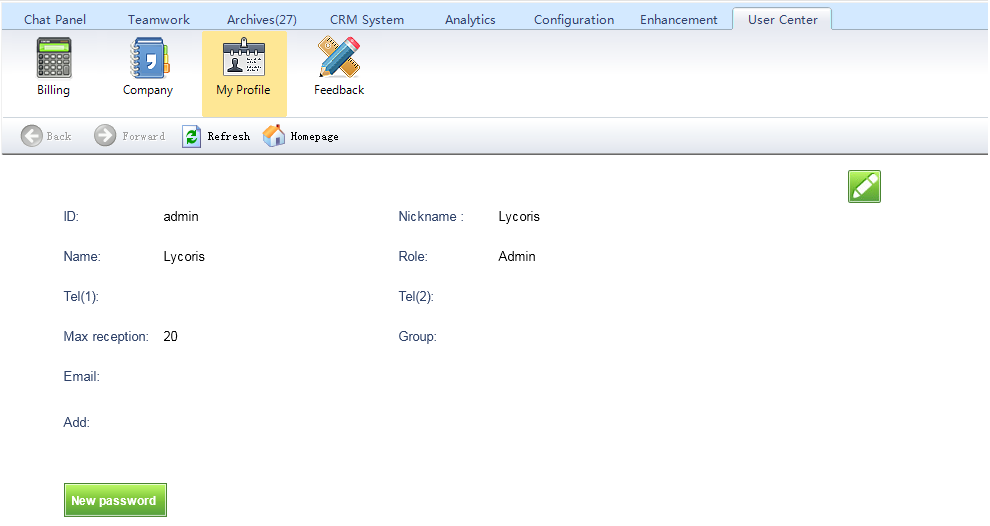 Chat Panel Teamwork Archives(27) CRM System Analytics Configuration Enhancement User Center
Billing Company My Profile Feedback
Back Forward Refresh Homepage
ID: admin Nickname : Lycoris
Name: Lycoris Role: Admin
Tel(1): Tel(2):
Max reception: 20 Group:
Email:
Add:
New password